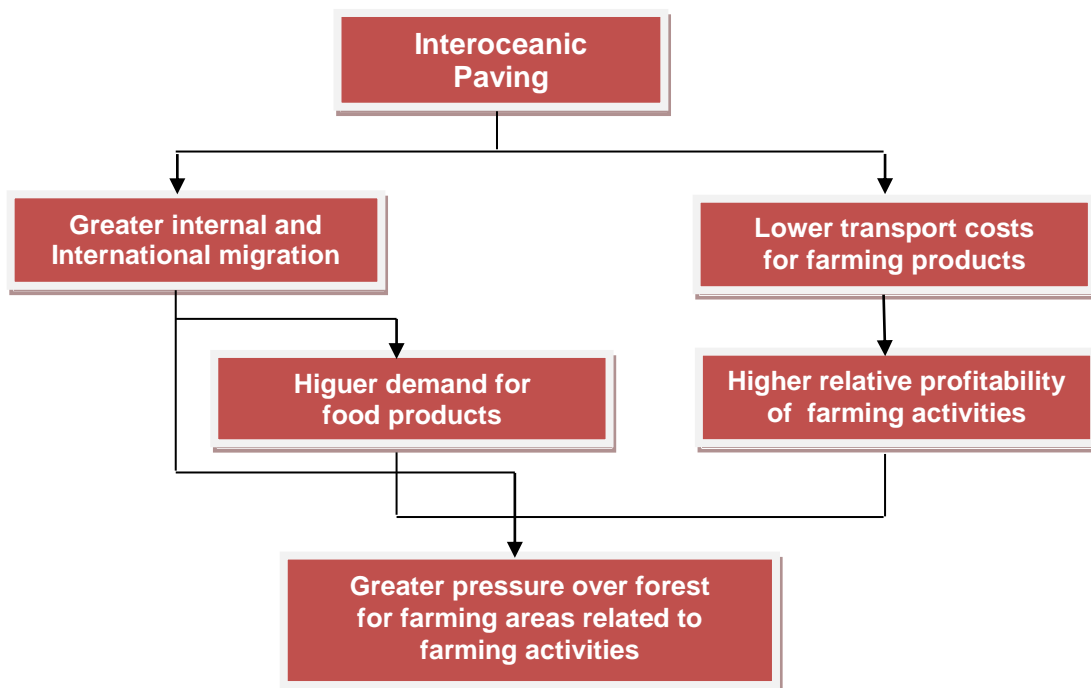 Interoceanic
Paving
Greater internal and
International migration
Lower transport costs
for farming products
Higuer demand for
food products
Higher relative profitability
of farming activities
Greater pressure over forest
for farming areas related to
farming activities